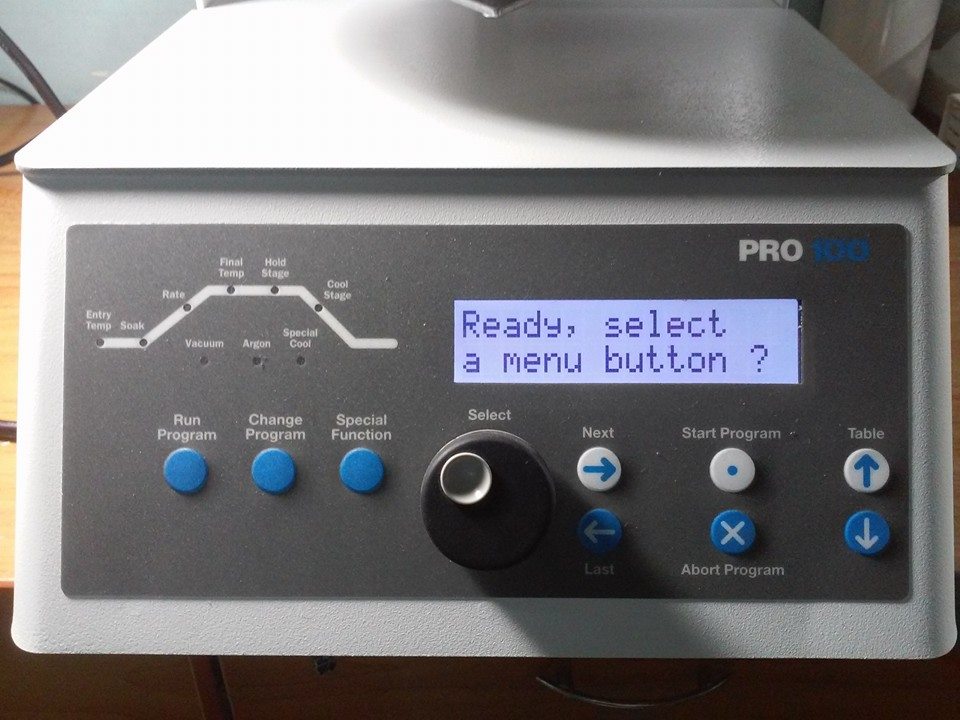 PRO 100
Final
Temp
Hold
Stage
Rate
Cool
Stage
Entry
Temp
Soak
Vacuum
Argon
Special
Cool
Ready, select
a menu button ?
Run
Program
Change
Program
Special
Function
Select
Next
Start Program
Table
Last
Abort Program